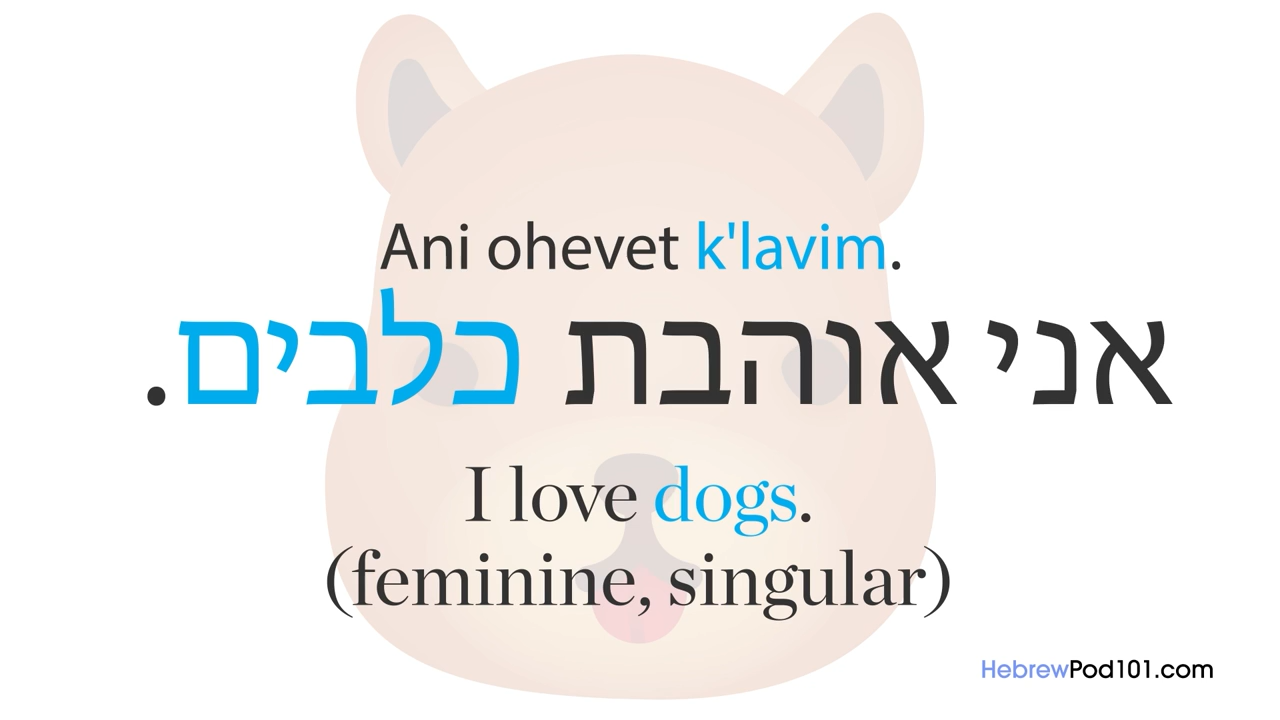 Ani ohevet k'lavim.
אני אוהבת כלבים.
I love dogs.
(feminine, singular)
HebrewPod101.com